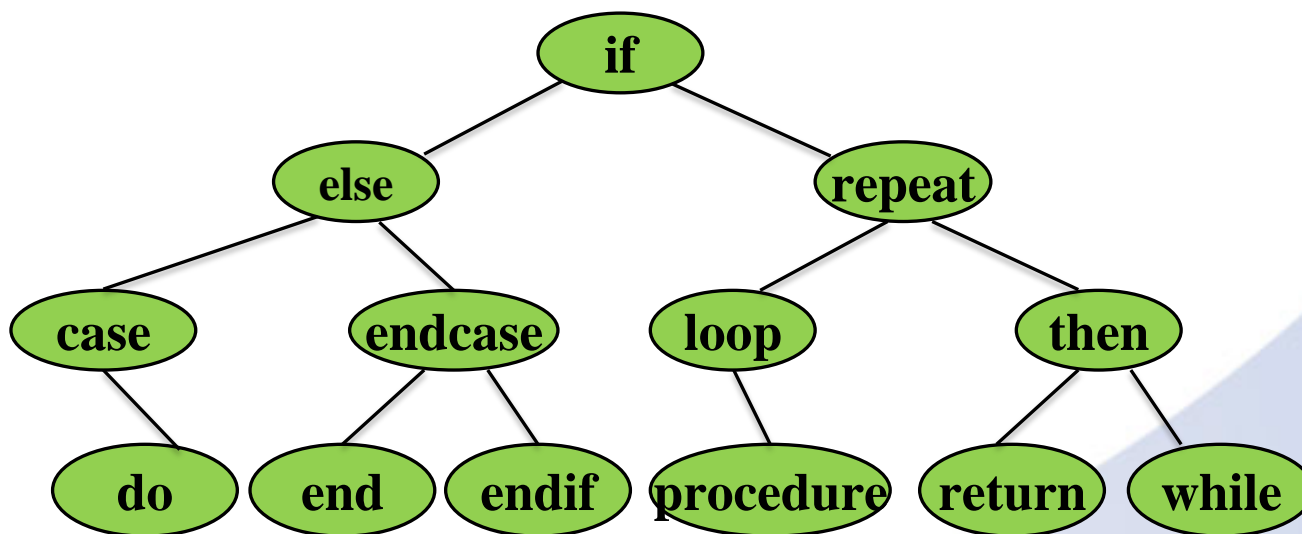 if
else
repeat
case
endcase
loop
then
do
end
endif
procedure
return
while